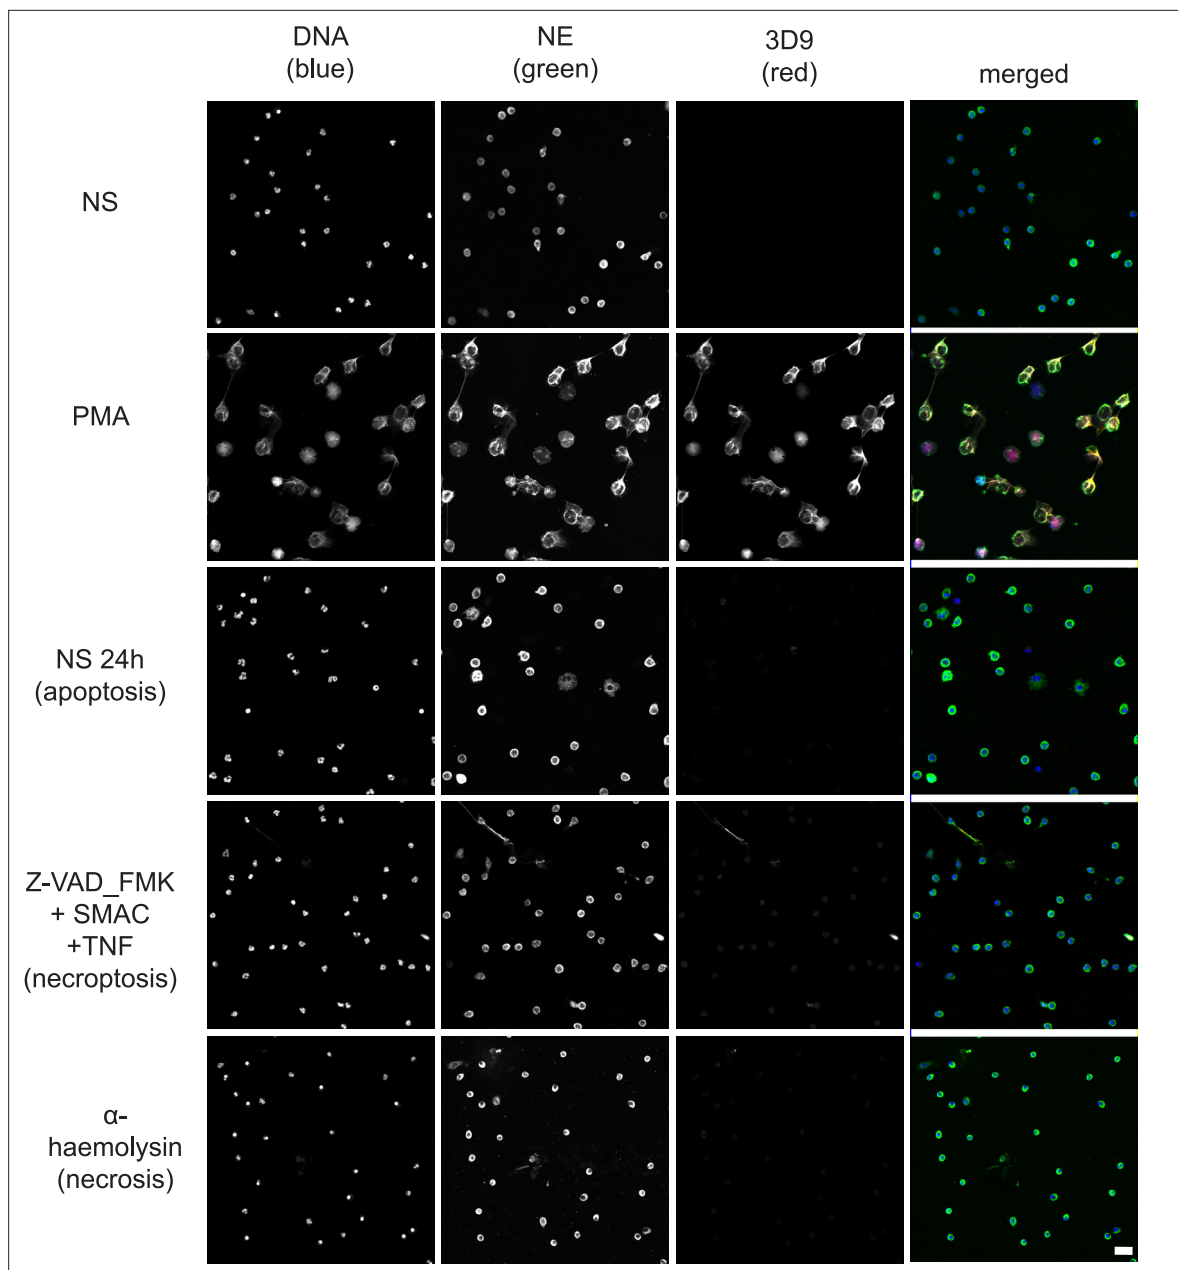 DNA
(blue)
NE
(green)
3D9
(red)
merged
NS
PMA
NS 24h
(apoptosis)
Z-VAD_FMK
+ SMAC
+TNF
(necroptosis)
α-
haemolysin
(necrosis)